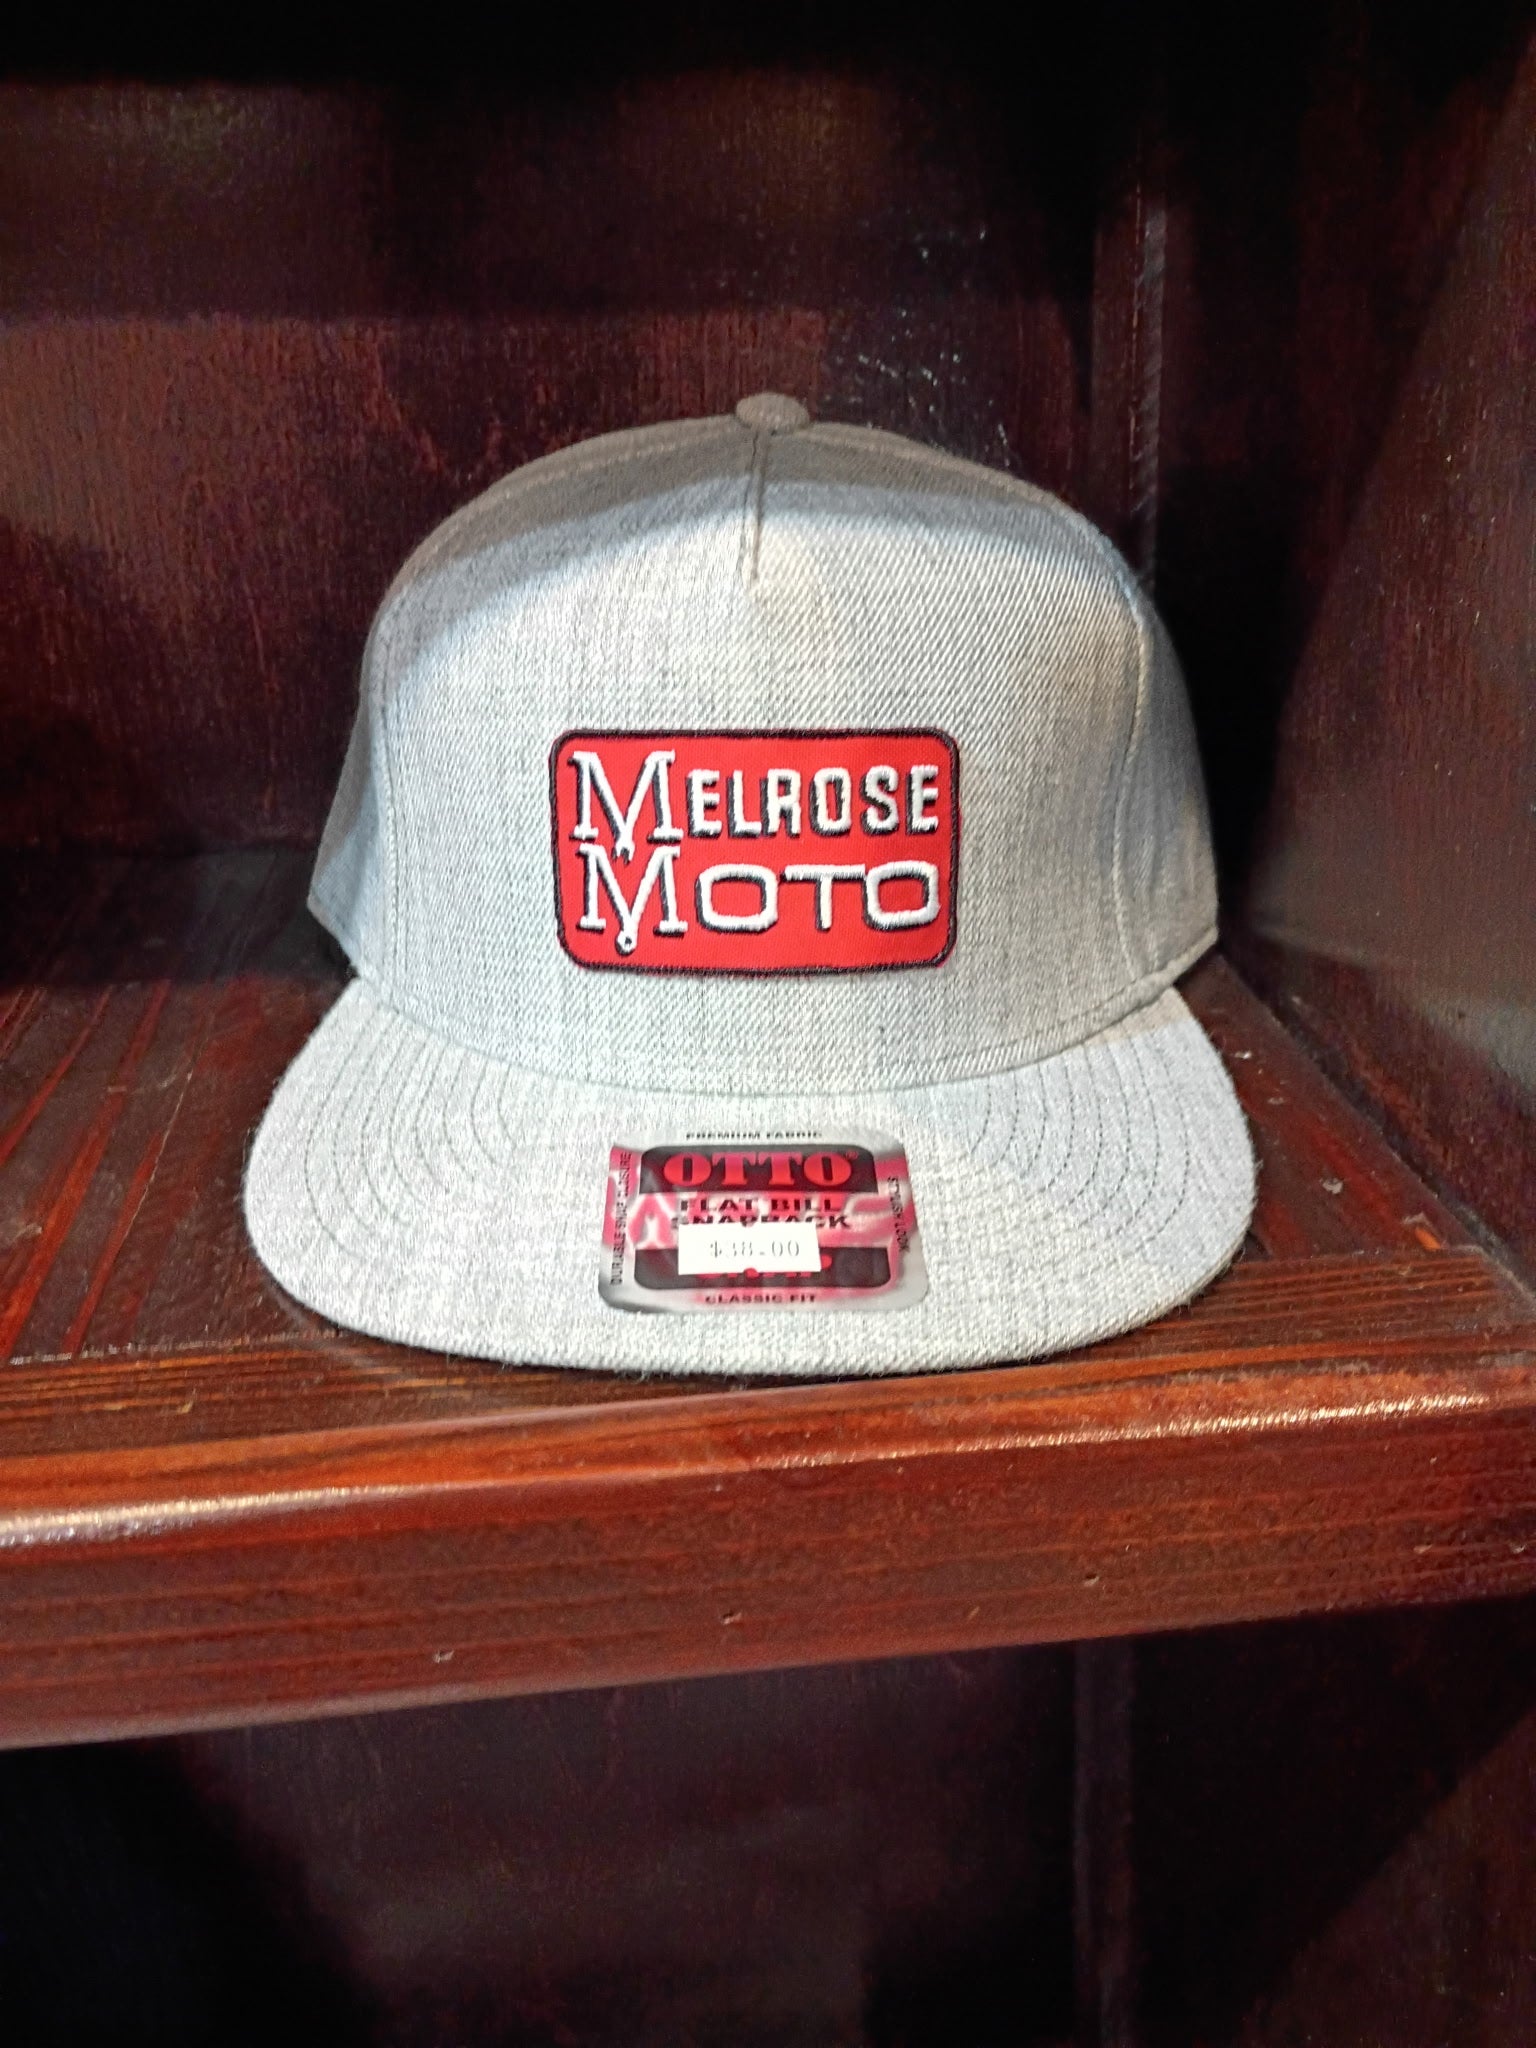 MELROSE
MOTO
PREMIUM FABRIC
OTTO®
FLAT BILL
SNAPBACK
$38.00
CLASSIC FIT